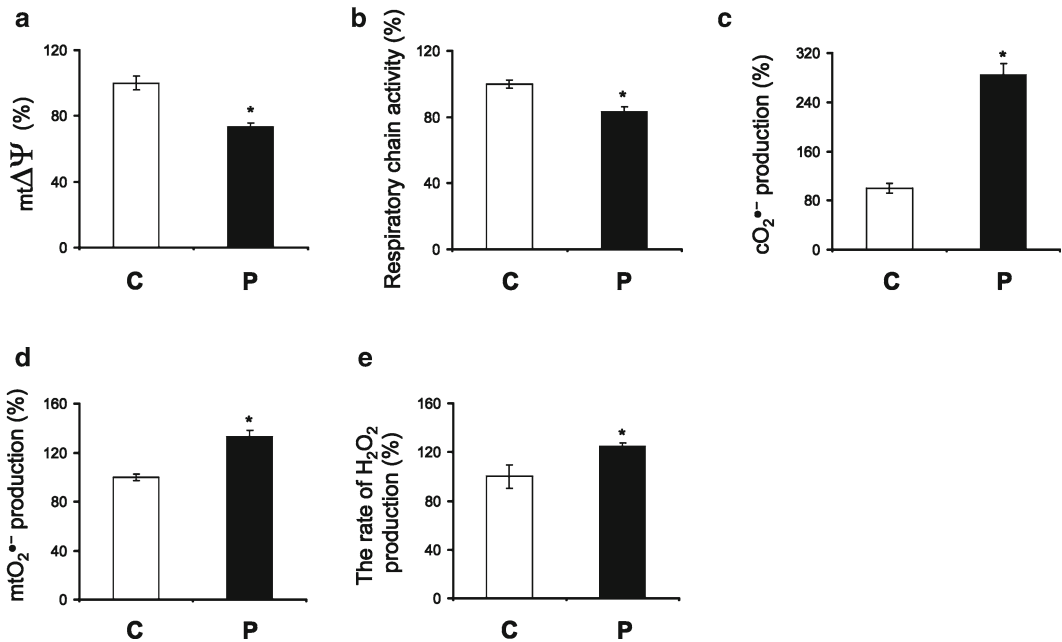 a
mtΔΨ (%)
120
80
40
0
*
C
P
b
Respiratory chain activity (%)
120
80
40
0
*
C
P
c
cO₂•⁻ production (%)
320
240
160
80
0
*
C
P
d
mtO₂•⁻ production (%)
160
120
80
40
0
*
C
P
e
The rate of H₂O₂
production (%)
160
120
80
40
0
*
C
P